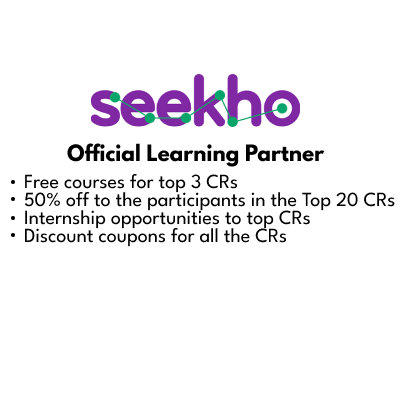 seekho
Official Learning Partner
• Free courses for top 3 CRs
• 50% off to the participants in the Top 20 CRs
• Internship opportunities to top CRs
• Discount coupons for all the CRs